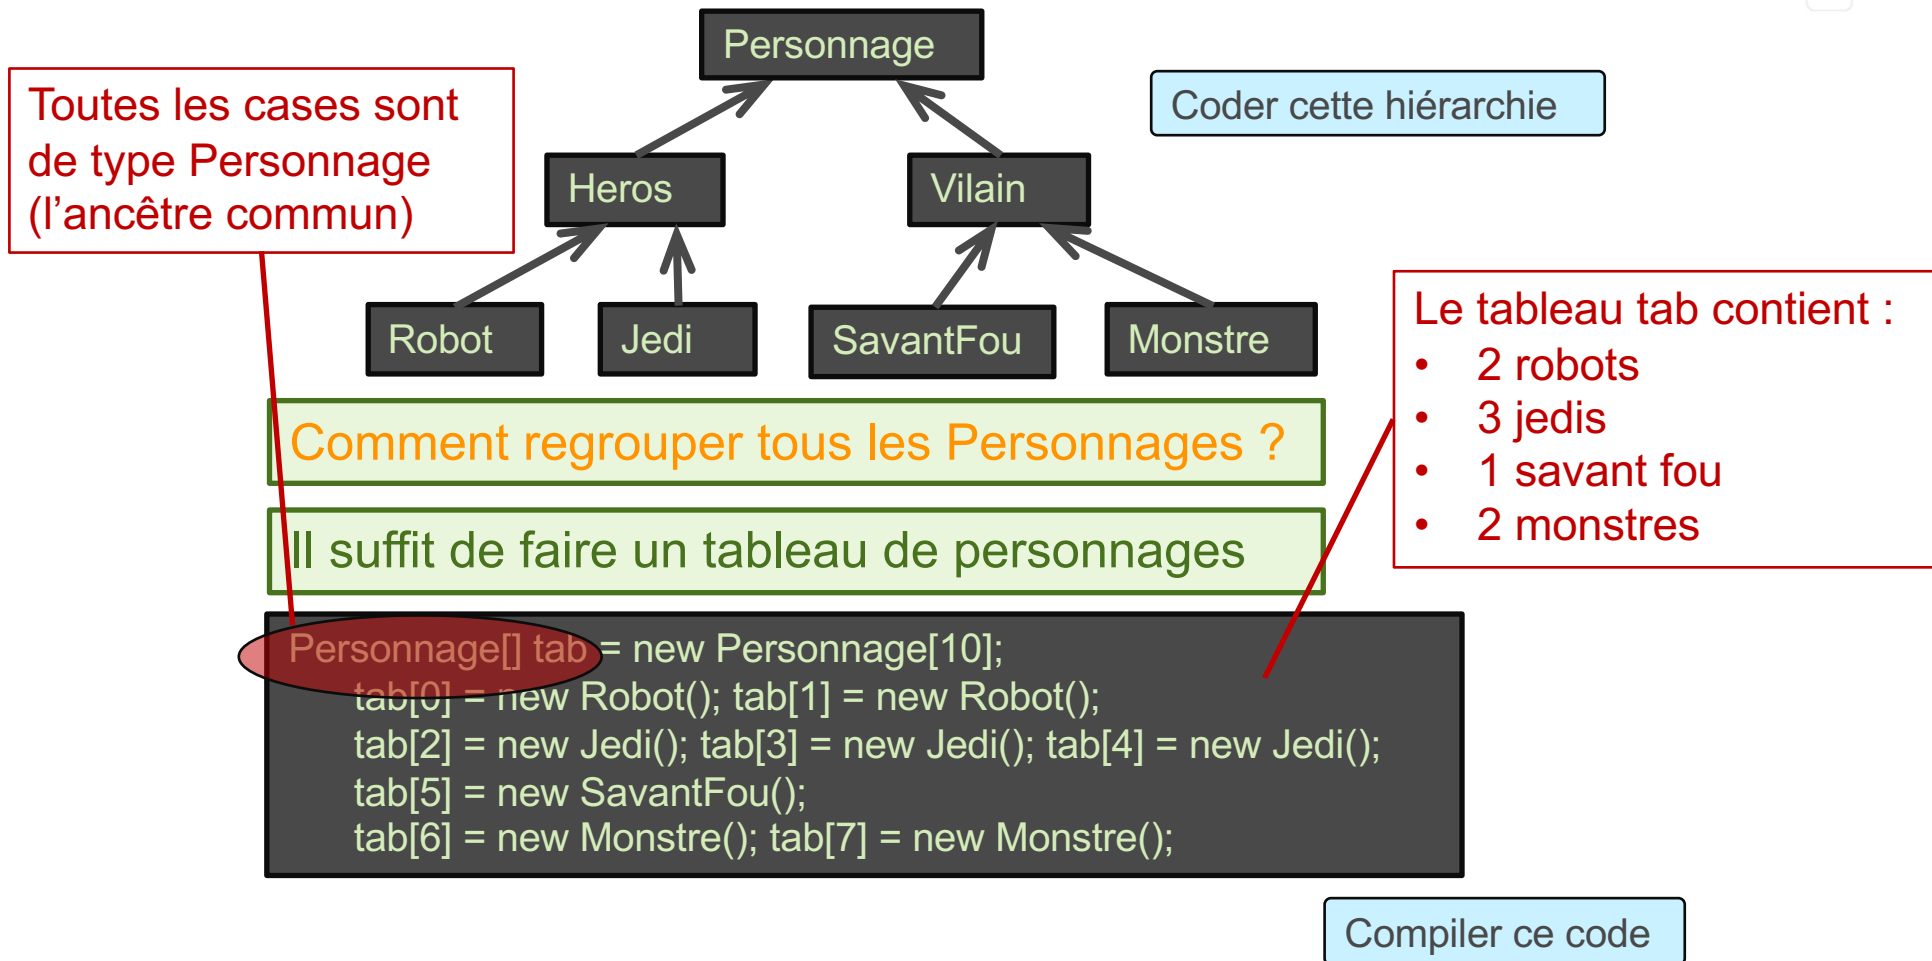 Personnage
Toutes les cases sont
de type Personnage
(l’ancêtre commun)
Coder cette hiérarchie
Heros
Vilain
Robot
Jedi
SavantFou
Monstre
Le tableau tab contient :
• 2 robots
• 3 jedis
• 1 savant fou
• 2 monstres
Comment regrouper tous les Personnages ?
Il suffit de faire un tableau de personnages
Personnage[] tab = new Personnage[10];
tab[0] = new Robot(); tab[1] = new Robot();
tab[2] = new Jedi(); tab[3] = new Jedi(); tab[4] = new Jedi();
tab[5] = new SavantFou();
tab[6] = new Monstre(); tab[7] = new Monstre();
Compiler ce code